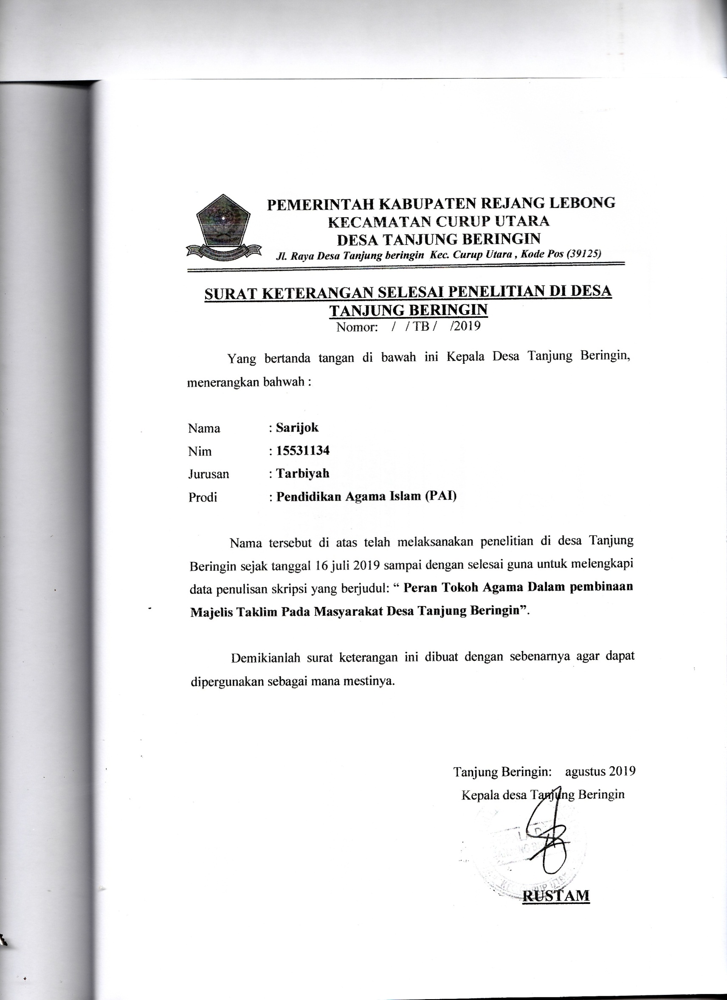 PEMERINTAH KABUPATEN REJANG LEBONG
KECAMATAN CURUP UTARA
DESA TANJUNG BERINGIN
Jl. Raya Desa Tanjung beringin Kec. Curup Utara , Kode Pos (39125)
SURAT KETERANGAN SELESAI PENELITIAN DI DESA
TANJUNG BERINGIN
Nomor: / / TB / /2019
Yang bertanda tangan di bawah ini Kepala Desa Tanjung Beringin,
menerangkan bahwah :
Nama : Sarijok
Nim : 15531134
Jurusan : Tarbiyah
Prodi : Pendidikan Agama Islam (PAI)
Nama tersebut di atas telah melaksanakan penelitian di desa Tanjung
Beringin sejak tanggal 16 juli 2019 sampai dengan selesai guna untuk melengkapi
data penulisan skripsi yang berjudul: “ Peran Tokoh Agama Dalam pembinaan
Majelis Taklim Pada Masyarakat Desa Tanjung Beringin”.
Demikianlah surat keterangan ini dibuat dengan sebenarnya agar dapat
dipergunakan sebagai mana mestinya.
Tanjung Beringin: agustus 2019
Kepala desa Tanjung Beringin
RUSTAM